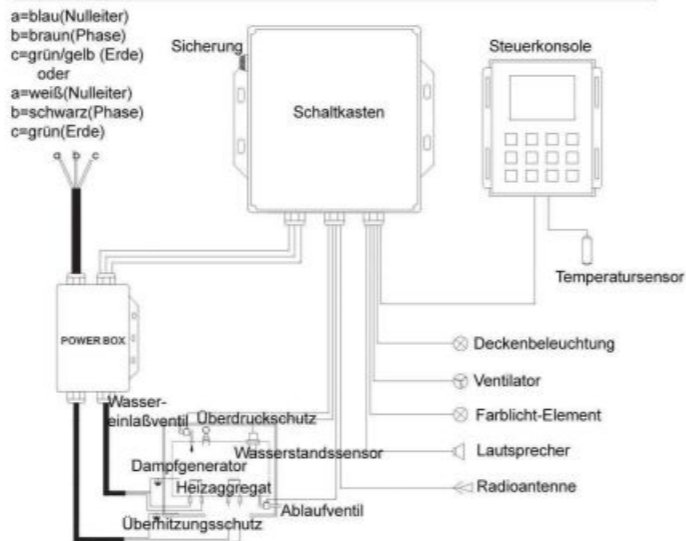 a=blau(Nulleiter)
b=braun(Phase)
c=grün/gelb (Erde)
oder
a=weiß(Nulleiter)
b=schwarz(Phase)
c=grün(Erde)
a b c
Sicherung
Schaltkasten
Steuerkonsole
Temperatursensor
POWER BOX
Deckenbeleuchtung
Ventilator
Farblicht-Element
Lautsprecher
Radioantenne
Wasser-
einlaßventil
Überdruckschutz
Wasserstandssensor
Dampfgenerator
Heizaggregat
Ablaufventil
Überhitzungsschutz